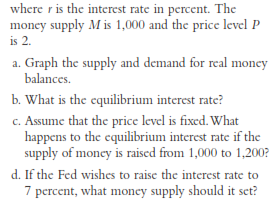 where r is the interest rate in percent. The
money supply M is 1,000 and the price level P
is 2.
a. Graph the supply and demand for real money
balances.
b. What is the equilibrium interest rate?
c. Assume that the price level is fixed. What
happens to the equilibrium interest rate if the
supply of money is raised from 1,000 to 1,200?
d. If the Fed wishes to raise the interest rate to
7 percent, what money supply should it set?